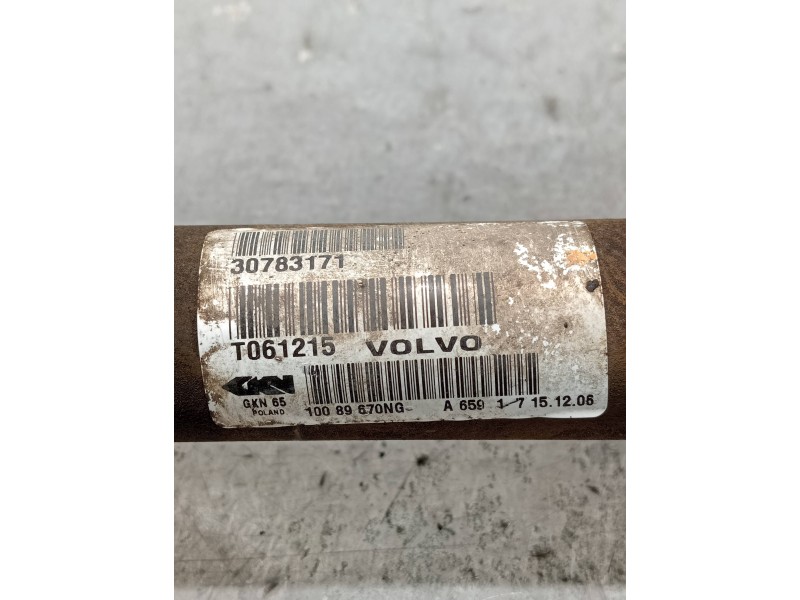 30783171
T061215 VOLVO
GKN
GKN 65
POLAND
100 89 670NG A 659 1 7 15.12.06